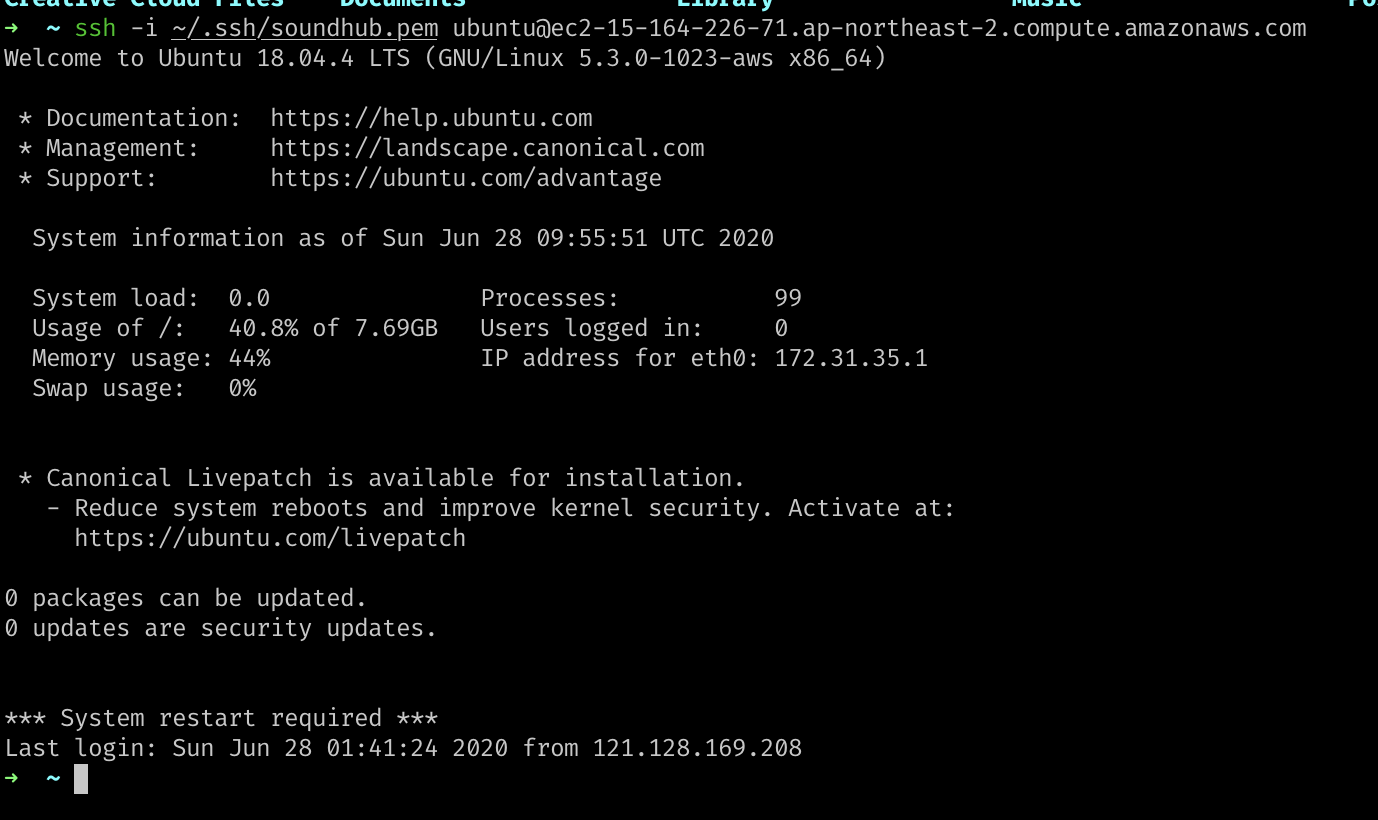 Creative Cloud Files    Documents    Library    Music
➜  ~ ssh -i ~/.ssh/soundhub.pem ubuntu@ec2-15-164-226-71.ap-northeast-2.compute.amazonaws.com
Welcome to Ubuntu 18.04.4 LTS (GNU/Linux 5.3.0-1023-aws x86_64)
 * Documentation:  https://help.ubuntu.com
 * Management:     https://landscape.canonical.com
 * Support:        https://ubuntu.com/advantage
  System information as of Sun Jun 28 09:55:51 UTC 2020
  System load:  0.0               Processes:           99
  Usage of /:   40.8% of 7.69GB   Users logged in:     0
  Memory usage: 44%               IP address for eth0: 172.31.35.1
  Swap usage:   0%
 * Canonical Livepatch is available for installation.
   - Reduce system reboots and improve kernel security. Activate at:
     https://ubuntu.com/livepatch
0 packages can be updated.
0 updates are security updates.
*** System restart required ***
Last login: Sun Jun 28 01:41:24 2020 from 121.128.169.208
➜  ~